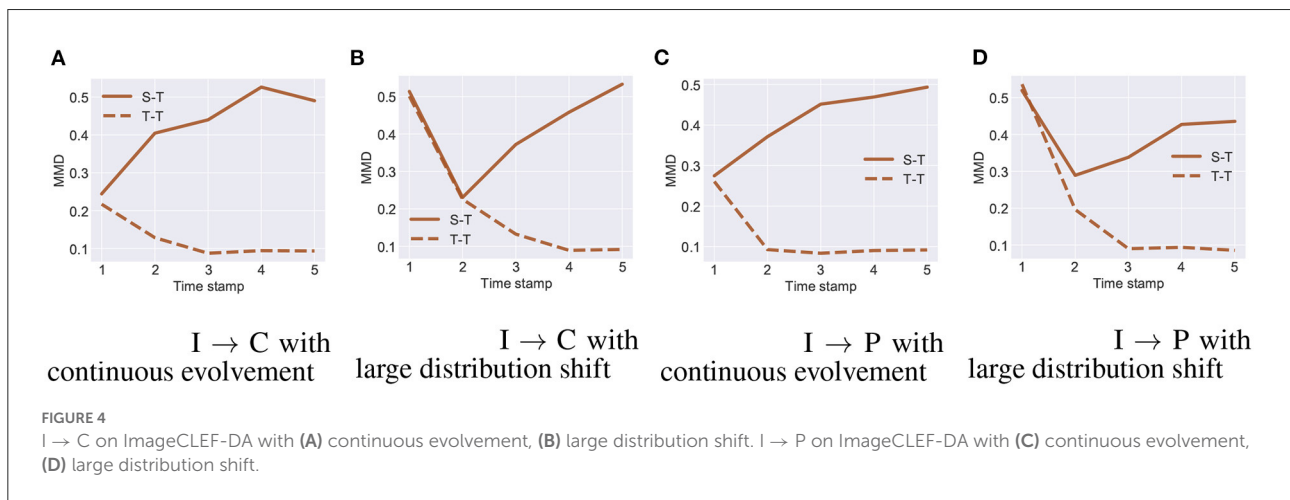 A
B
C
D
0.5
0.4
0.3
0.2
0.1
MMD
S-T
T-T
1 2 3 4 5
Time stamp
0.5
0.4
0.3
0.2
0.1
MMD
S-T
T-T
1 2 3 4 5
Time stamp
0.5
0.4
0.3
0.2
0.1
MMD
S-T
T-T
1 2 3 4 5
Time stamp
0.5
0.4
0.3
0.2
0.1
MMD
S-T
T-T
1 2 3 4 5
Time stamp
I → C with
continuous evolvement
I → C with
large distribution shift
I → P with
continuous evolvement
I → P with
large distribution shift
FIGURE 4
I → C on ImageCLEF-DA with (A) continuous evolvement, (B) large distribution shift. I → P on ImageCLEF-DA with (C) continuous evolvement,
(D) large distribution shift.